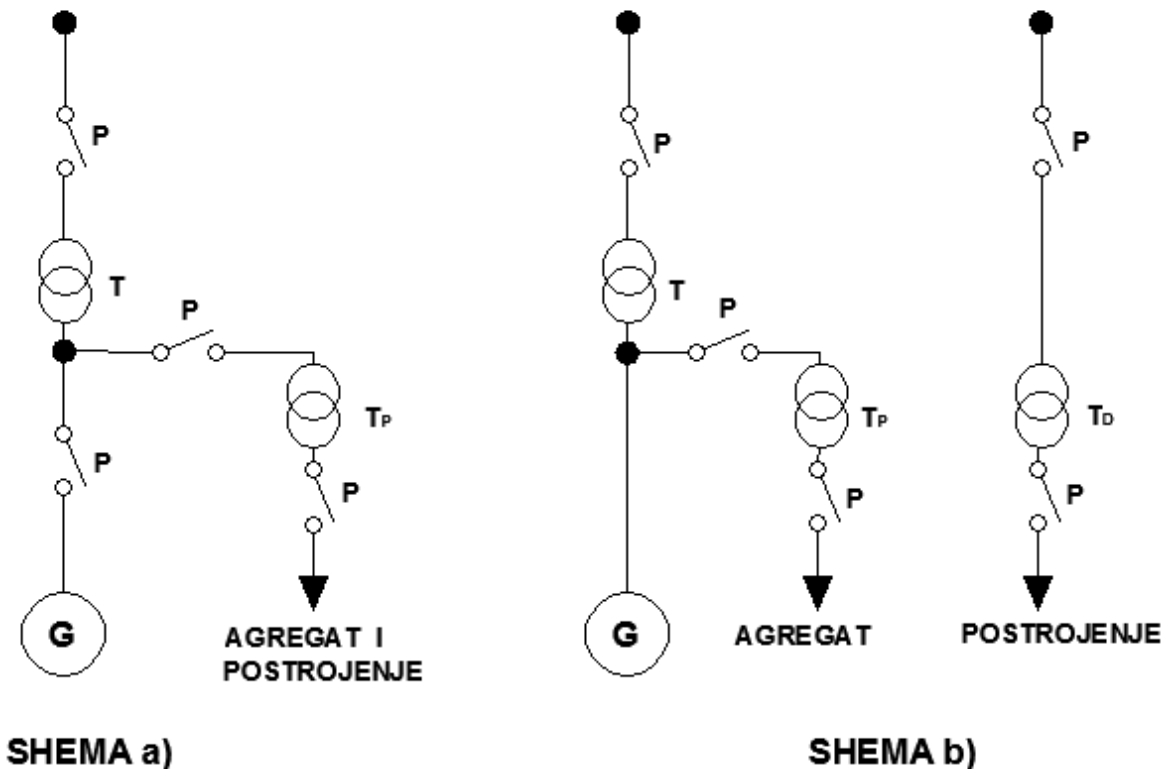 P
T
P
P
TP
P
G
AGREGAT I
POSTROJENJE
SHEMA a)
P
T
P
TP
P
G
AGREGAT
P
TD
P
POSTROJENJE
SHEMA b)